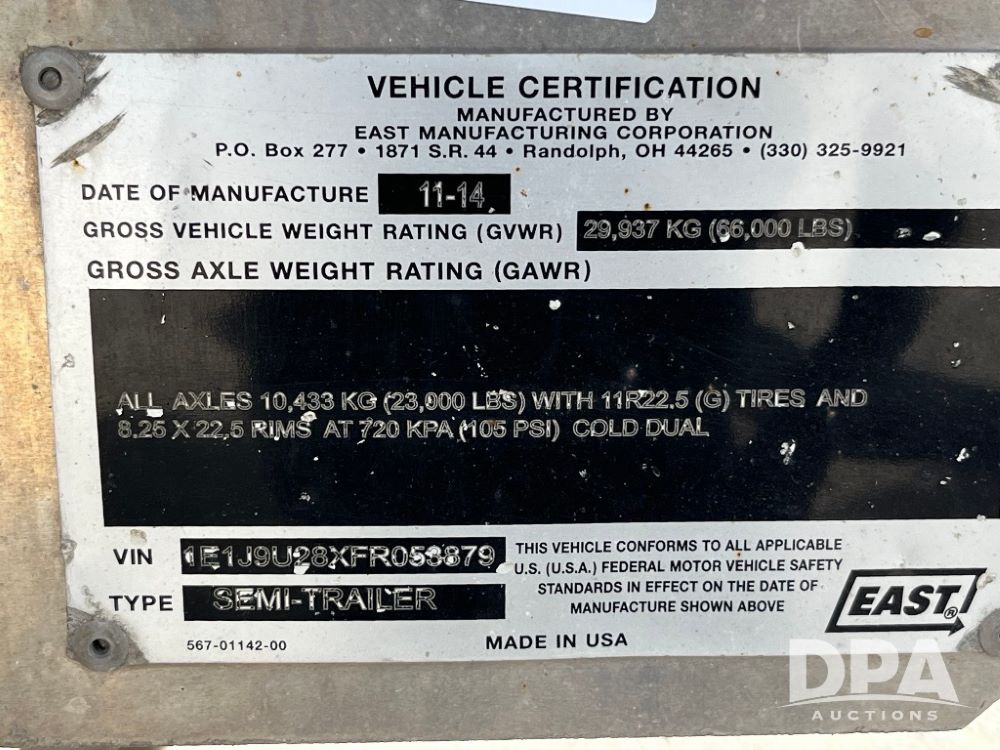 VEHICLE CERTIFICATION
MANUFACTURED BY
EAST MANUFACTURING CORPORATION
P.O. Box 277 • 1871 S.R. 44 • Randolph, OH 44265 • (330) 325-9921
DATE OF MANUFACTURE 11-14
GROSS VEHICLE WEIGHT RATING (GVWR) 29,937 KG (66,000 LBS)
GROSS AXLE WEIGHT RATING (GAWR)
ALL AXLES 10,433 KG (23,000 LBS) WITH 11R22.5 (G) TIRES AND
8.25 X 22.5 RIMS AT 720 KPA (105 PSI) COLD DUAL
VIN 1E1J9U28XFR053879
TYPE SEMI-TRAILER
THIS VEHICLE CONFORMS TO ALL APPLICABLE
U.S. (U.S.A.) FEDERAL MOTOR VEHICLE SAFETY
STANDARDS IN EFFECT ON THE DATE OF
MANUFACTURE SHOWN ABOVE
EAST®
567-01142-00
MADE IN USA
DPA
AUCTIONS